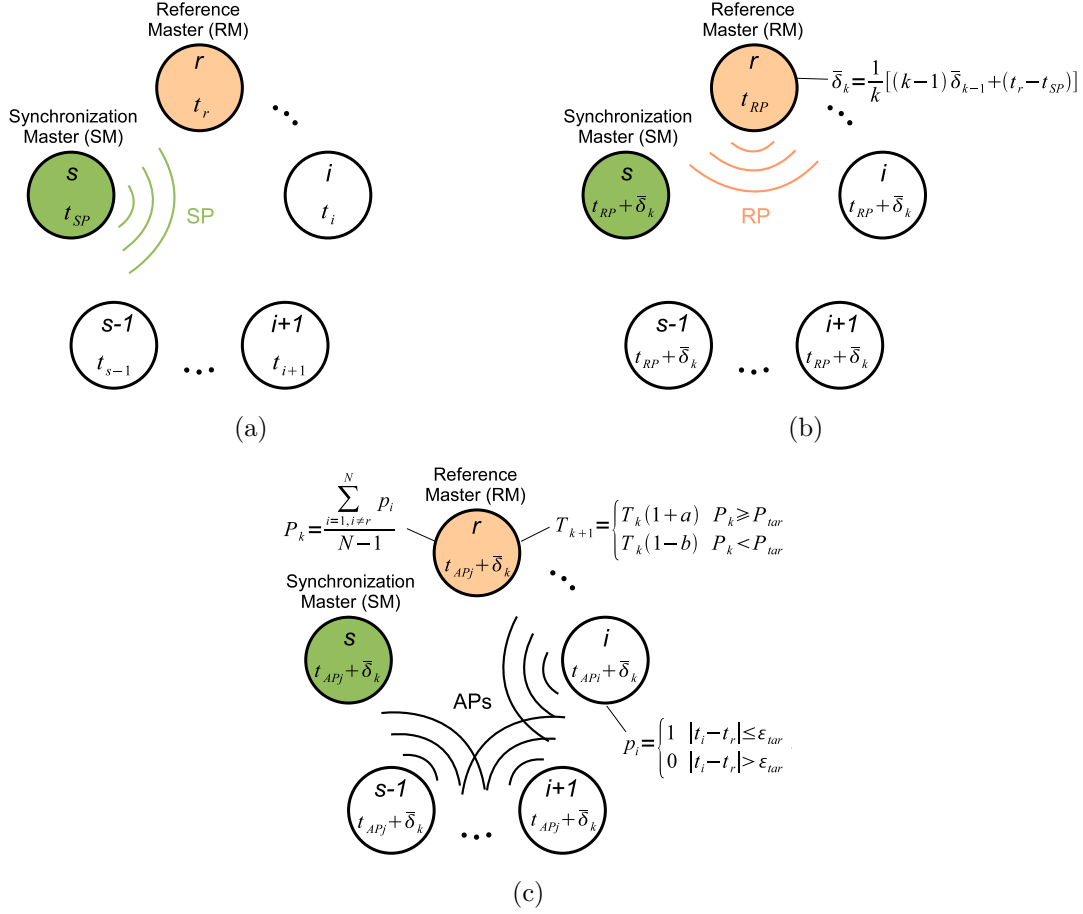 Reference
Master (RM)
r
t_r
Synchronization
Master (SM)
s
t_SP
SP
i
t_i
s-1
t_{s−1}
...
i+1
t_{i+1}
(a)
Reference
Master (RM)
r
t_RP
δ̄_k=1/k[(k−1)δ̄_{k−1}+(t_r−t_SP)]
Synchronization
Master (SM)
s
t_RP+δ̄_k
RP
i
t_RP+δ̄_k
s-1
t_RP+δ̄_k
...
i+1
t_RP+δ̄_k
(b)
Reference
Master (RM)
r
t_APj+δ̄_k
P_k=∑_{i=1,i≠r}^{N} p_i/(N−1)
T_{k+1}={T_k(1+a) P_k⩾P_tar
T_k(1−b) P_k<P_tar
Synchronization
Master (SM)
s
t_APj+δ̄_k
APs
i
t_APi+δ̄_k
p_i={1 |t_i−t_r|≤ε_tar
0 |t_i−t_r|>ε_tar
s-1
t_APj+δ̄_k
...
i+1
t_APj+δ̄_k
(c)